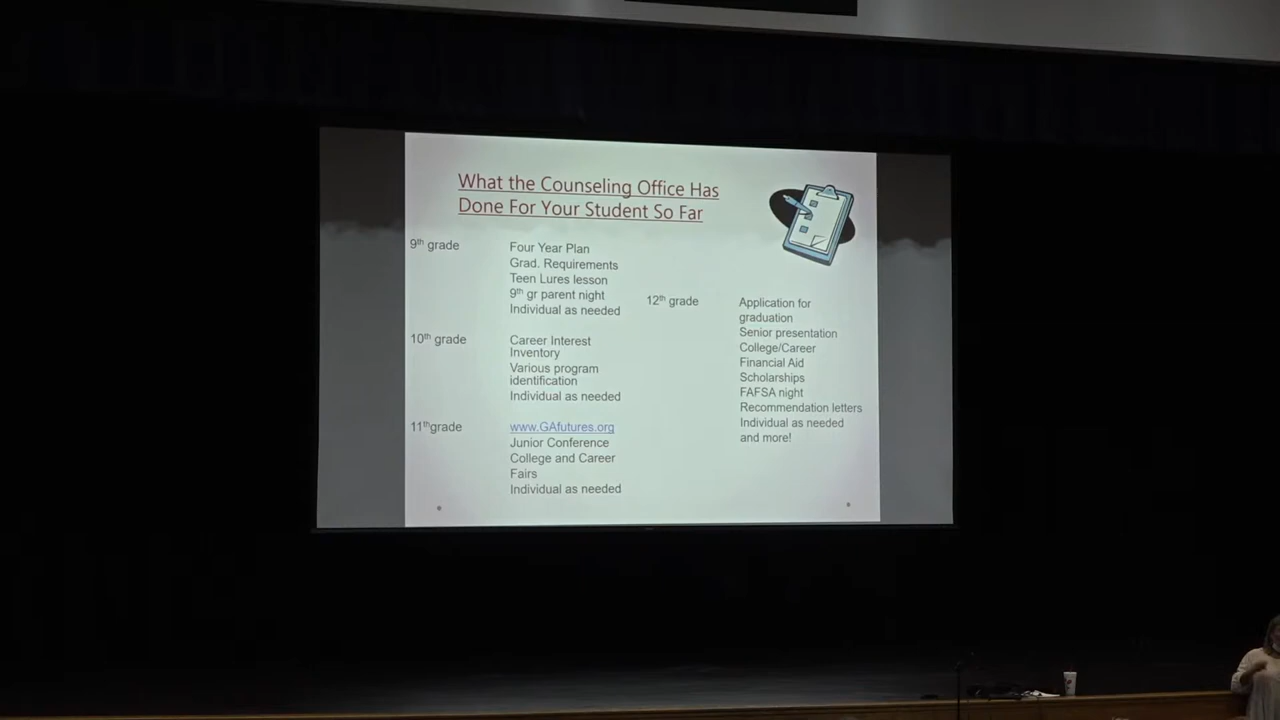 What the Counseling Office Has
Done For Your Student So Far
9th grade
Four Year Plan
Grad. Requirements
Teen Lures lesson
9th gr parent night
Individual as needed
10th grade
Career Interest
Inventory
Various program
identification
Individual as needed
11thgrade
www.GAfutures.org
Junior Conference
College and Career
Fairs
Individual as needed
12th grade
Application for
graduation
Senior presentation
College/Career
Financial Aid
Scholarships
FAFSA night
Recommendation letters
Individual as needed
and more!